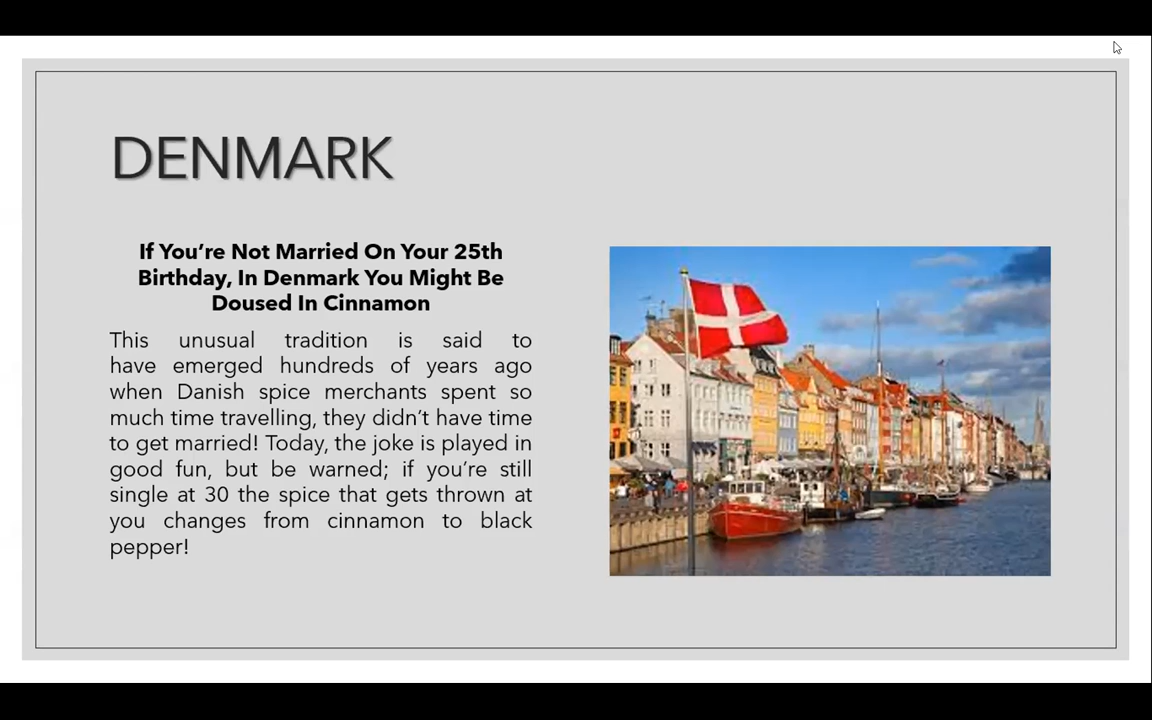 DENMARK
If You’re Not Married On Your 25th
Birthday, In Denmark You Might Be
Doused In Cinnamon
This unusual tradition is said to
have emerged hundreds of years ago
when Danish spice merchants spent so
much time travelling, they didn’t have time
to get married! Today, the joke is played in
good fun, but be warned; if you’re still
single at 30 the spice that gets thrown at
you changes from cinnamon to black
pepper!